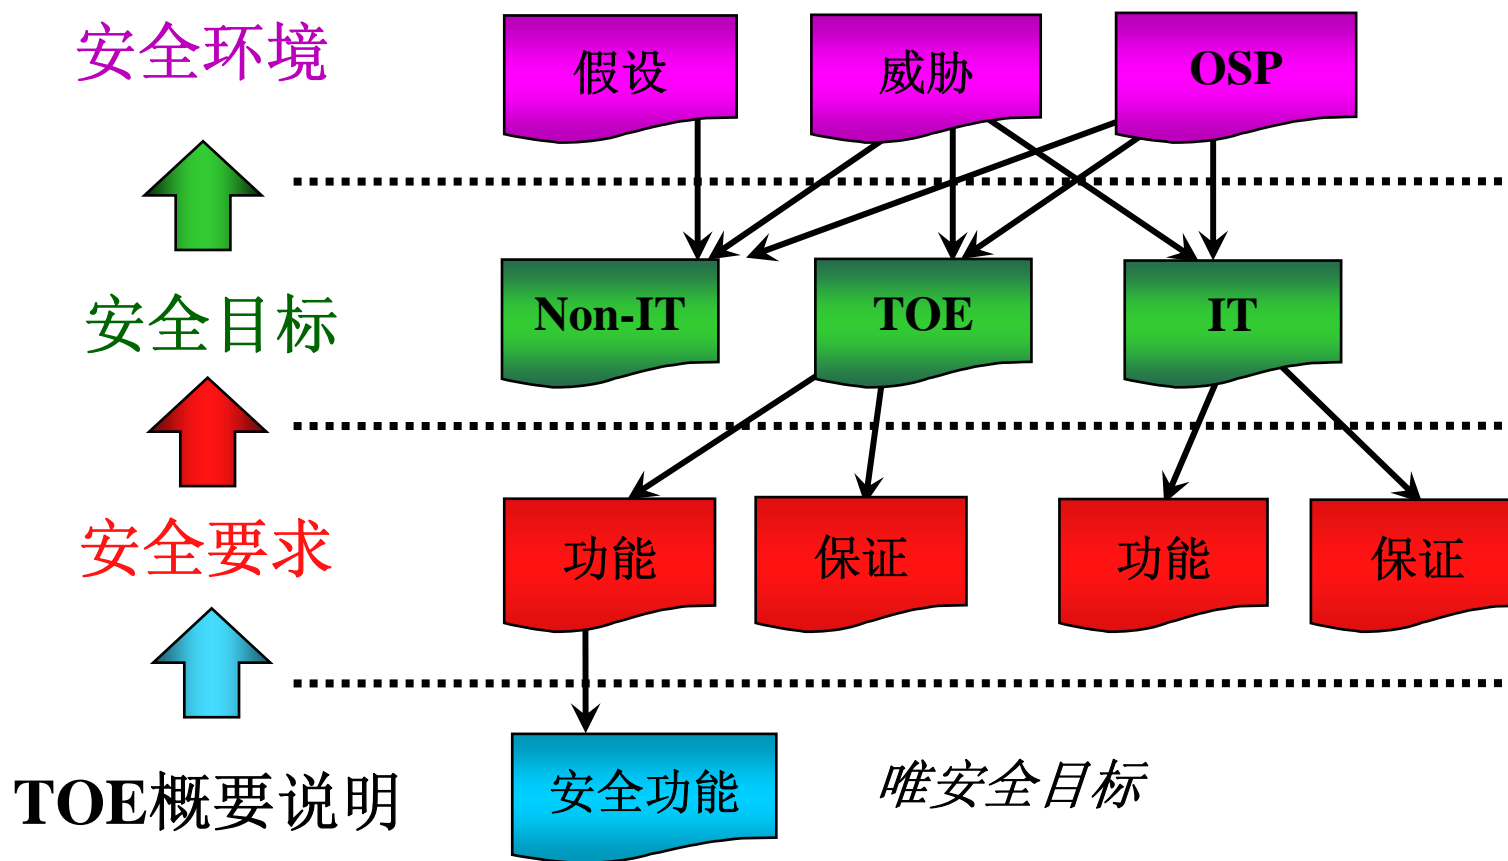 安全环境
假设
威胁
OSP
安全目标
Non-IT
TOE
IT
安全要求
功能
保证
功能
保证
TOE概要说明
安全功能
唯安全目标